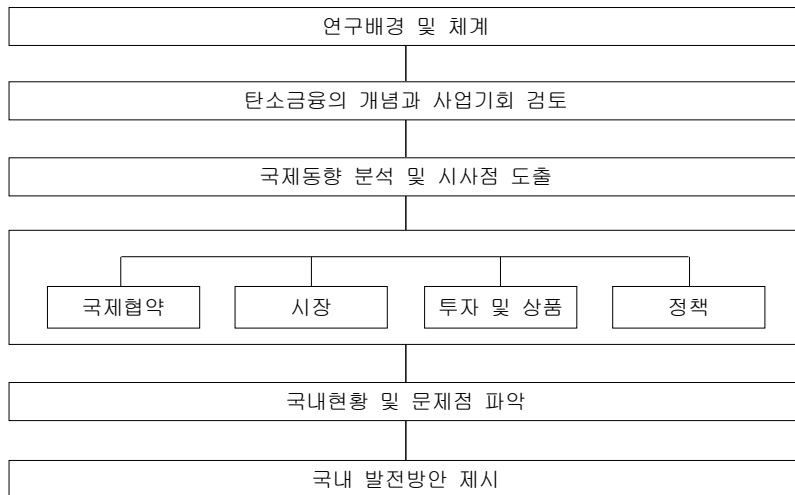 연구배경 및 체계
탄소금융의 개념과 사업기회 검토
국제동향 분석 및 시사점 도출
국제협약 시장 투자 및 상품 정책
국내현황 및 문제점 파악
국내 발전방안 제시